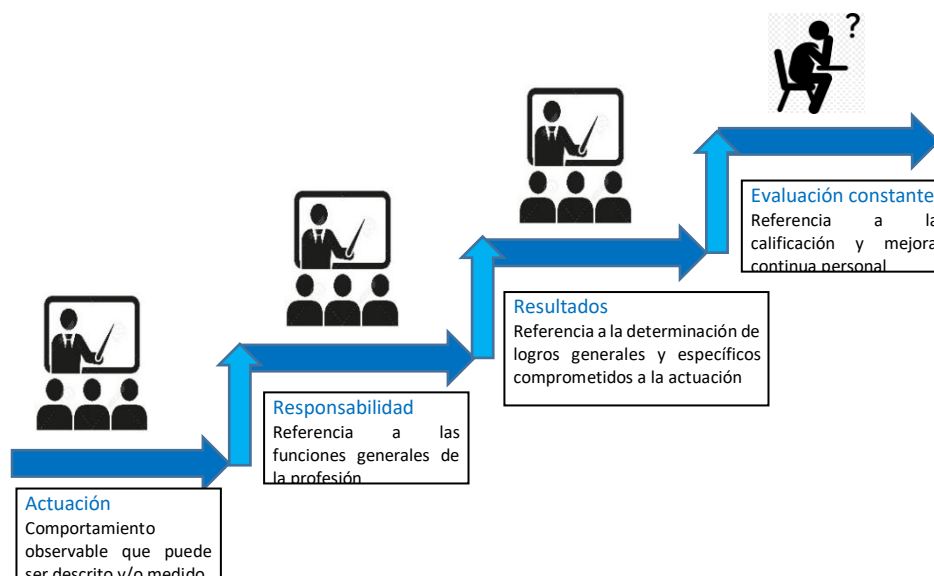 ?
Evaluación constante
Referencia a la
calificación y mejora
continua personal
Resultados
Referencia a la determinación de
logros generales y específicos
comprometidos a la actuación
Responsabilidad
Referencia a las
funciones generales de
la profesión
Actuación
Comportamiento
observable que puede
ser descrito y/o medido